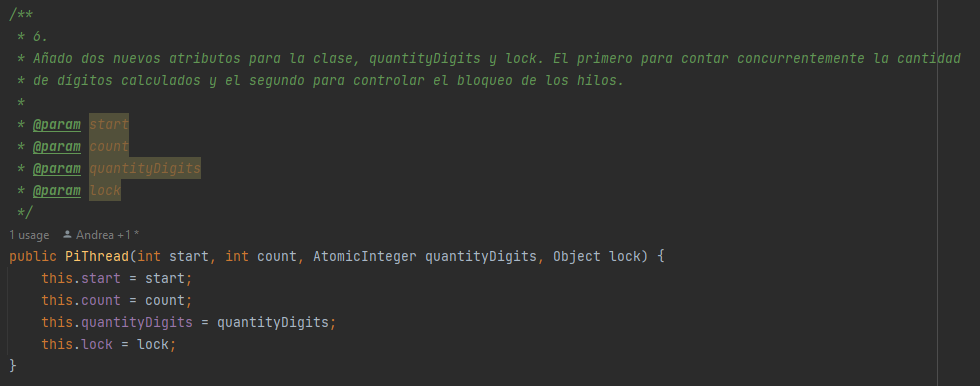 /**
 * 6.
 * Añado dos nuevos atributos para la clase, quantityDigits y lock. El primero para contar concurrentemente la cantidad
 * de dígitos calculados y el segundo para controlar el bloqueo de los hilos.
 *
 * @param start
 * @param count
 * @param quantityDigits
 * @param lock
 */
1 usage Andrea +1 *
public PiThread(int start, int count, AtomicInteger quantityDigits, Object lock) {
    this.start = start;
    this.count = count;
    this.quantityDigits = quantityDigits;
    this.lock = lock;
}